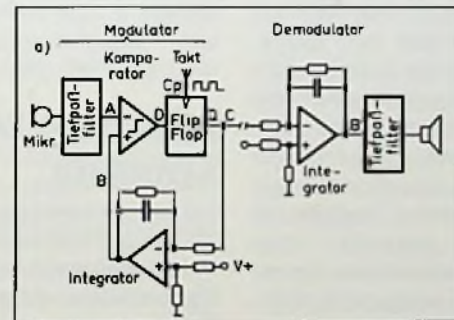 Modulator
Demodulator
a)
Kompa-
rator
Takt
Cp
Mikr
Tiefpaß-
filter
A
D
Flip
Flop
Q
C
B
Integrator
V+
Inte-
grator
B
Tiefpaß-
filter